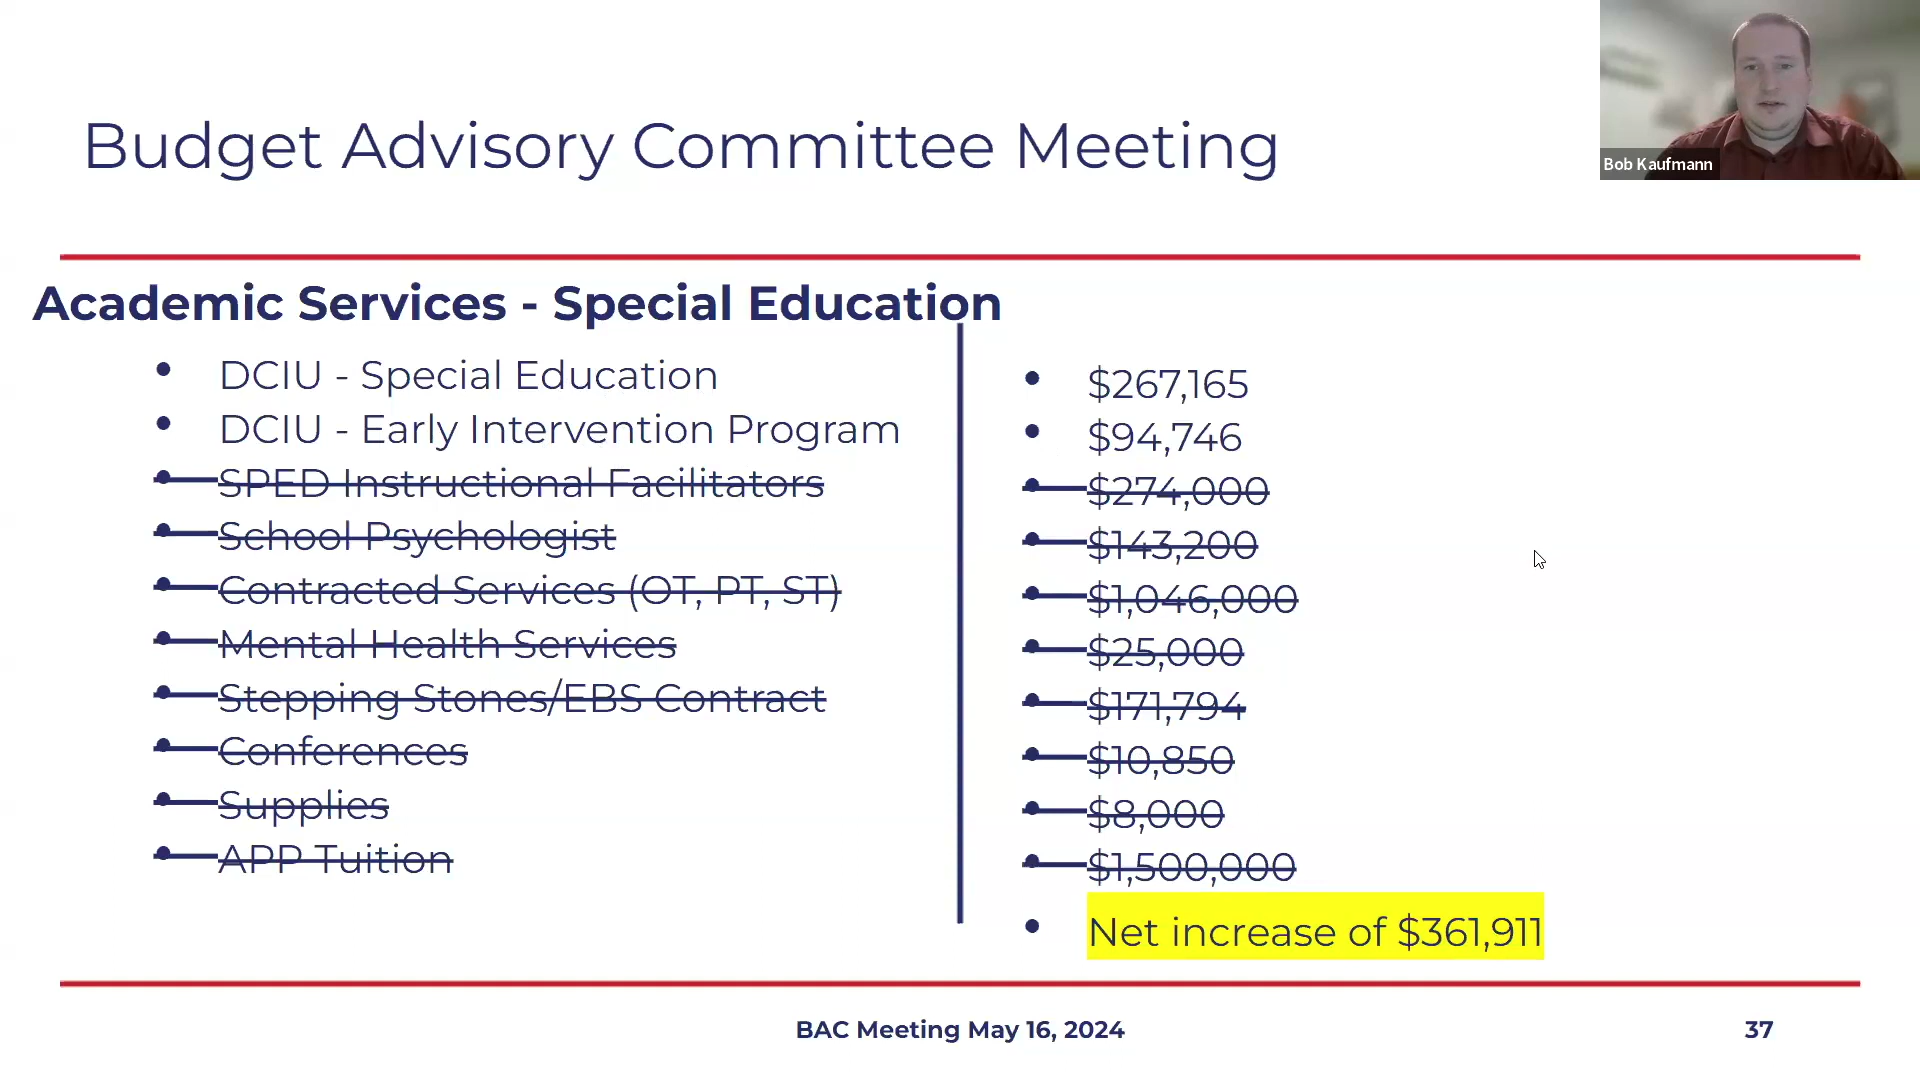 Budget Advisory Committee Meeting
Bob Kaufmann
Academic Services - Special Education
DCIU - Special Education
DCIU - Early Intervention Program
SPED Instructional Facilitators
School Psychologist
Contracted Services (OT, PT, ST)
Mental Health Services
Stepping Stones/EBS Contract
Conferences
Supplies
APP Tuition
$267,165
$94,746
$274,000
$143,200
$1,046,000
$25,000
$171,794
$10,850
$8,000
$1,500,000
Net increase of $361,911
BAC Meeting May 16, 2024
37